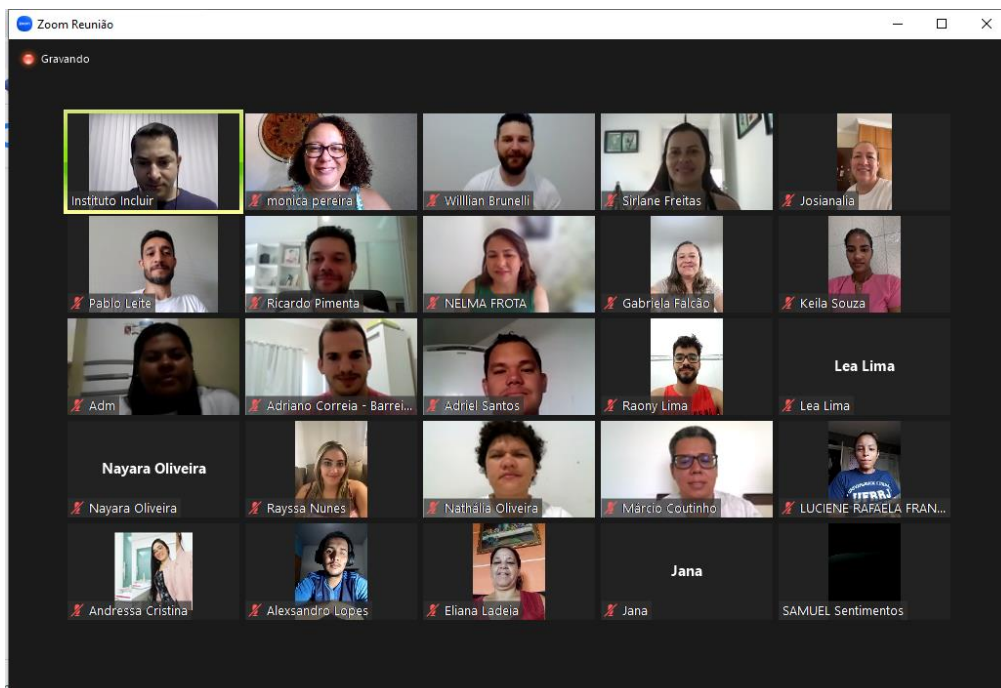 Zoom Reunião
Gravando
Instituto Incluir
monica pereira
Willlian Brunelli
Sirlane Freitas
Josianalia
Pablo Leite
Ricardo Pimenta
NELMA FROTA
Gabriela Falcão
Keila Souza
Adm
Adriano Correia - Barrei...
Adriel Santos
Raony Lima
Lea Lima
Lea Lima
Nayara Oliveira
Nayara Oliveira
Rayssa Nunes
Nathália Oliveira
Márcio Coutinho
UFRRJ
LUCIENE RAFAELA FRAN...
Andressa Cristina
Alexsandro Lopes
Eliana Ladeia
Jana
Jana
SAMUEL Sentimentos